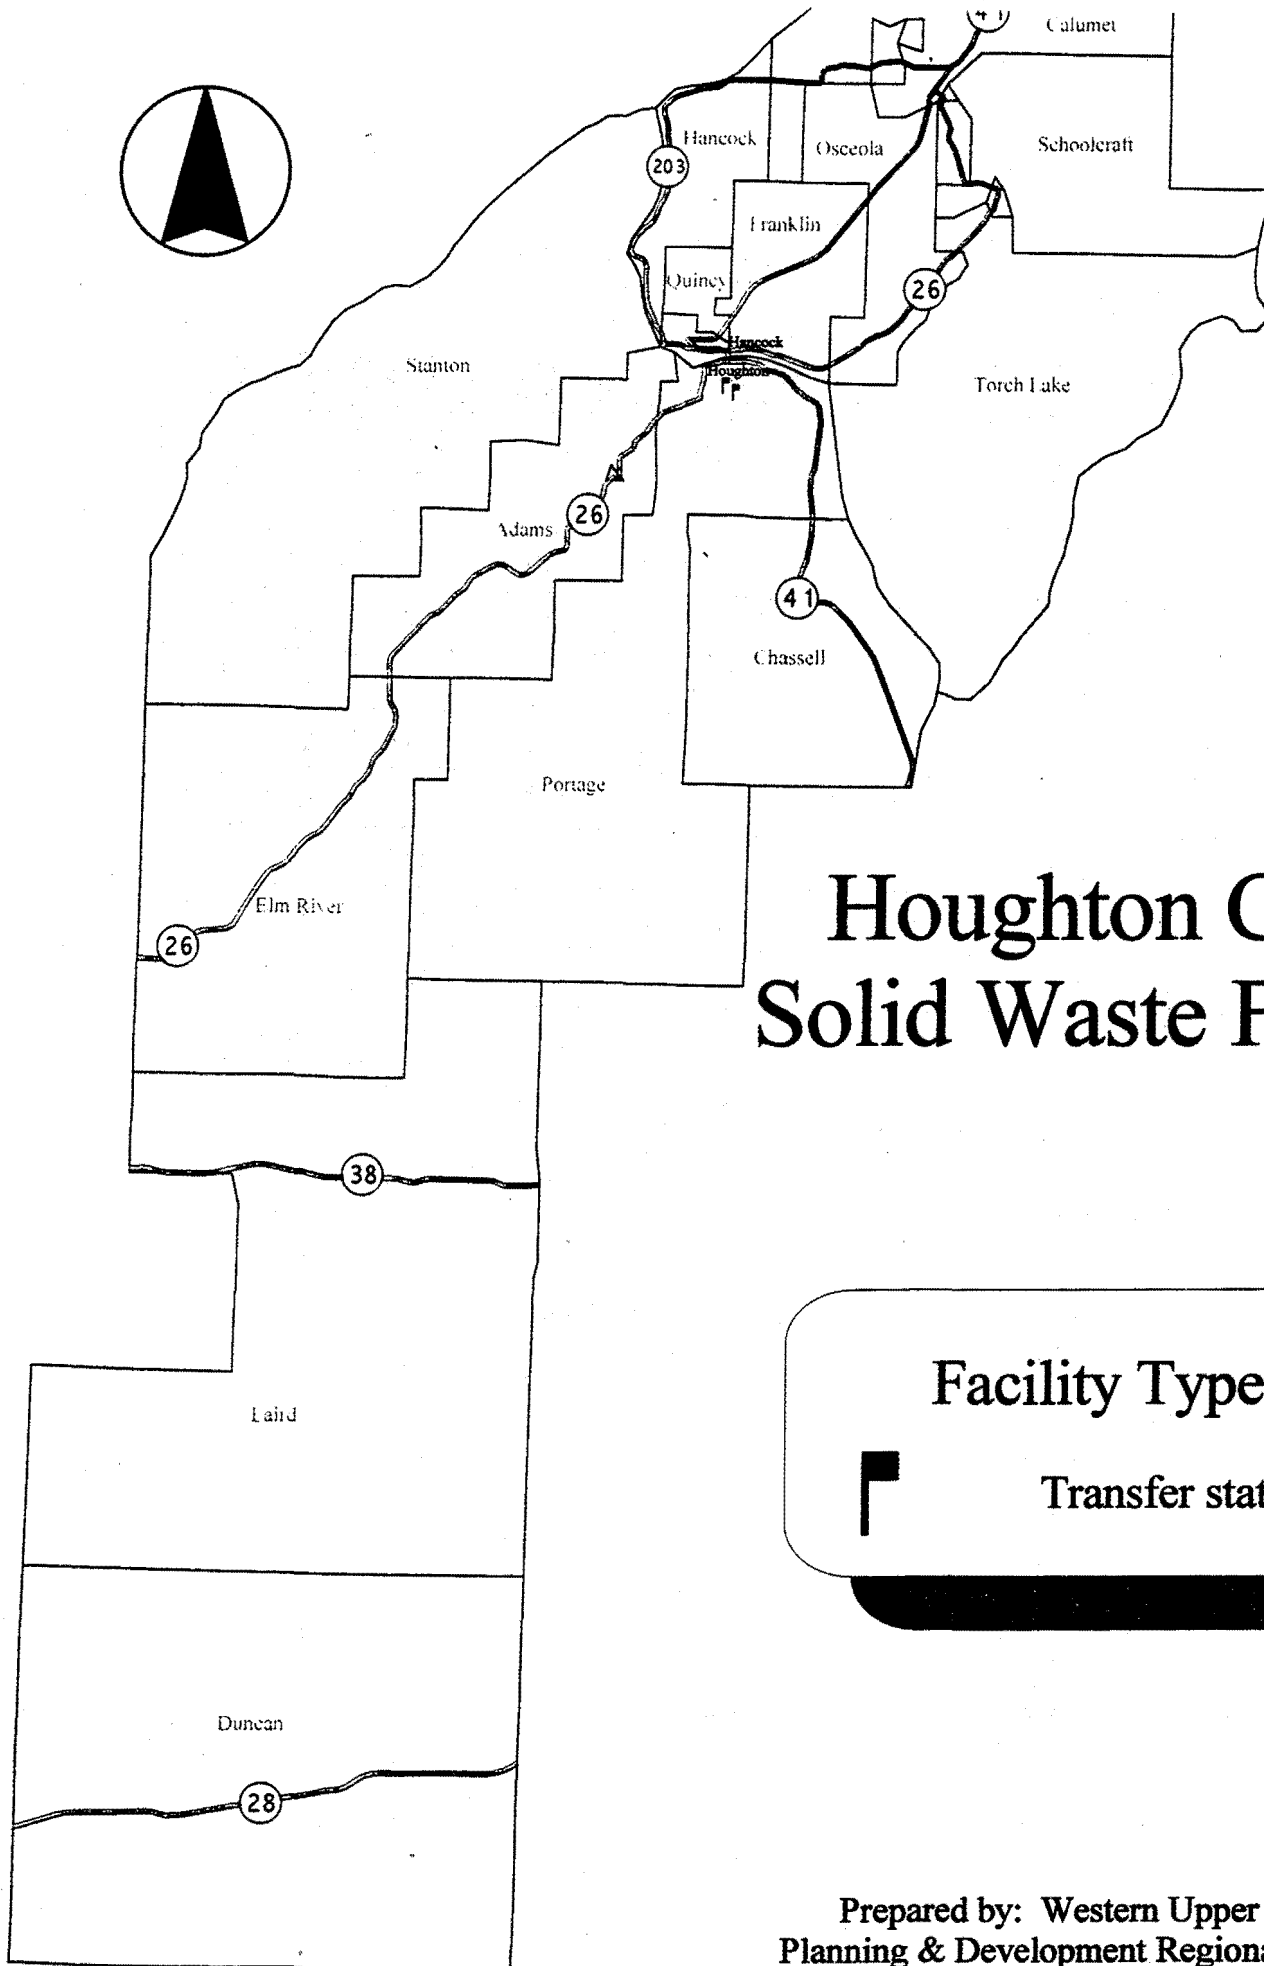 41
Calumet
Hancock
Osceola
Schoolcraft
203
Franklin
Quincy
26
Hancock
Stanton
Houghton
Torch Lake
Adams
26
41
Chassell
Portage
Houghton C
Elm River
26
Solid Waste F
38
Facility Type
Laird
Transfer stat
Duncan
28
Prepared by: Western Upper
Planning & Development Regiona